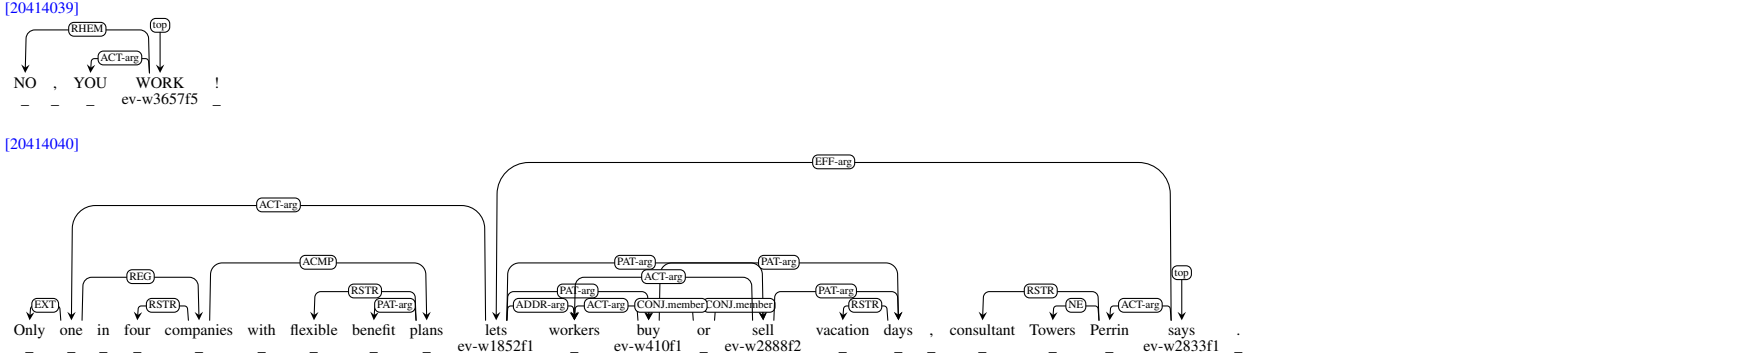 [20414039]
RHEM top
ACT-arg
NO , YOU WORK !
_ _ _ ev-w3657f5 _
[20414040]
EFF-arg
ACT-arg
ACMP PAT-arg PAT-arg
REG ACT-arg top
RSTR PAT-arg PAT-arg RSTR
EXT RSTR PAT-arg ADDR-arg ACT-arg CONJ.member CONJ.member RSTR NE ACT-arg
Only one in four companies with flexible benefit plans lets workers buy or sell vacation days , consultant Towers Perrin says .
_ _ _ _ _ _ _ _ _ ev-w1852f1 _ ev-w410f1 _ ev-w2888f2 _ _ _ _ _ _ ev-w2833f1 _